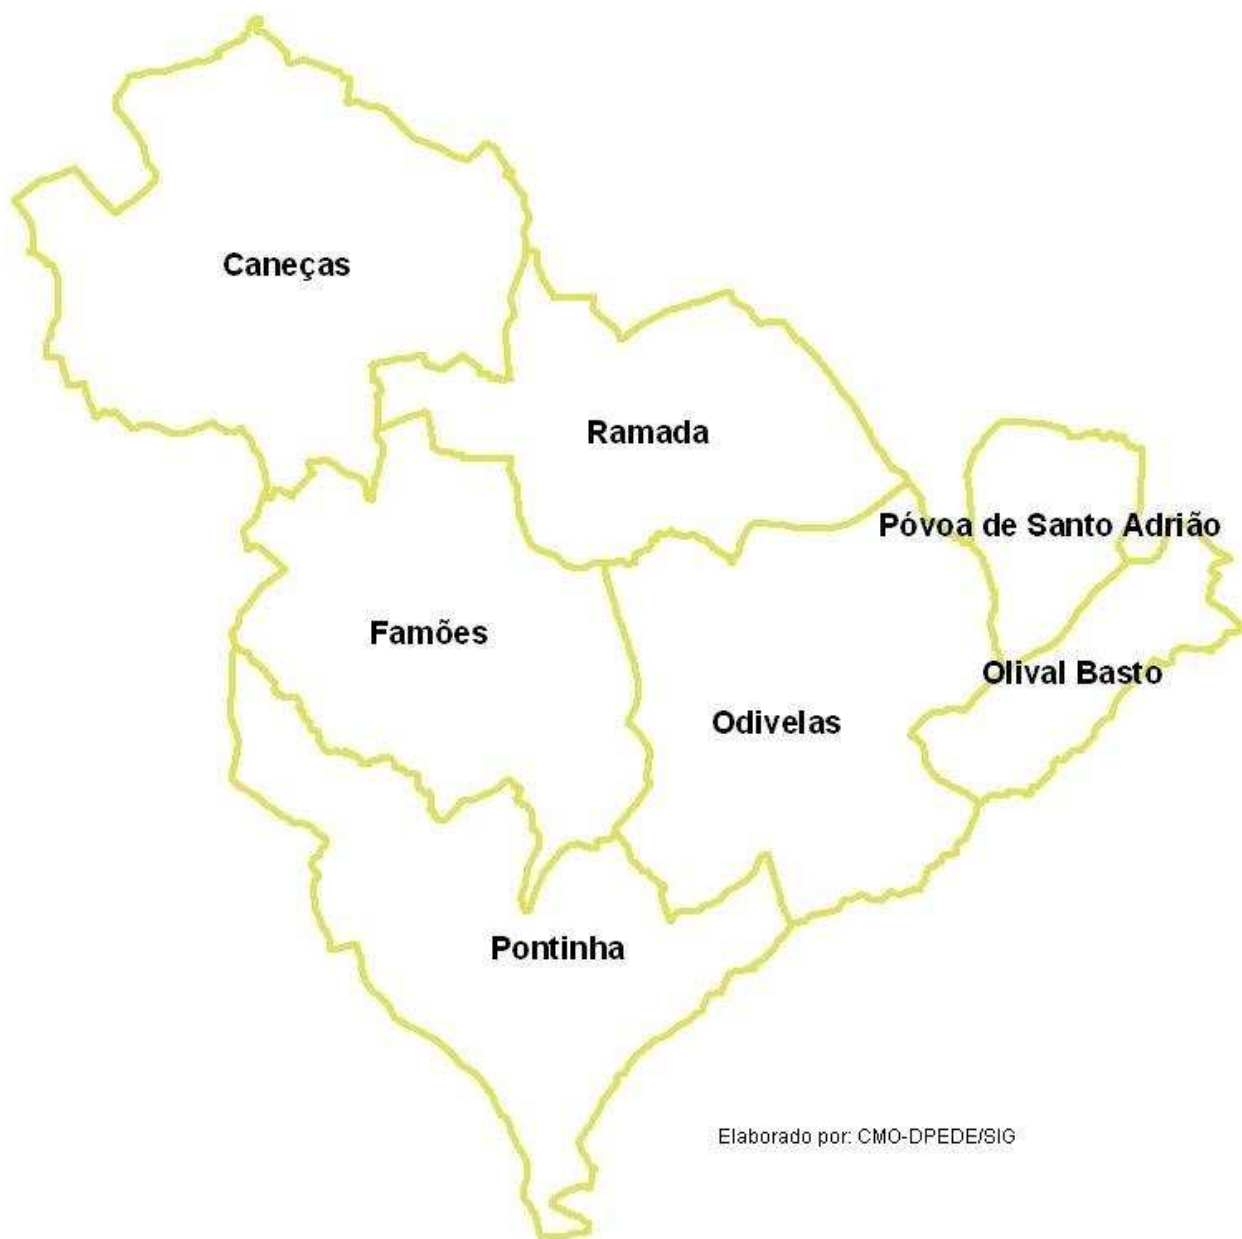 Caneças
Ramada
Póvoa de Santo Adrião
Famões
Olival Basto
Odivelas
Pontinha
Elaborado por: CMO-DPEDE/SIG